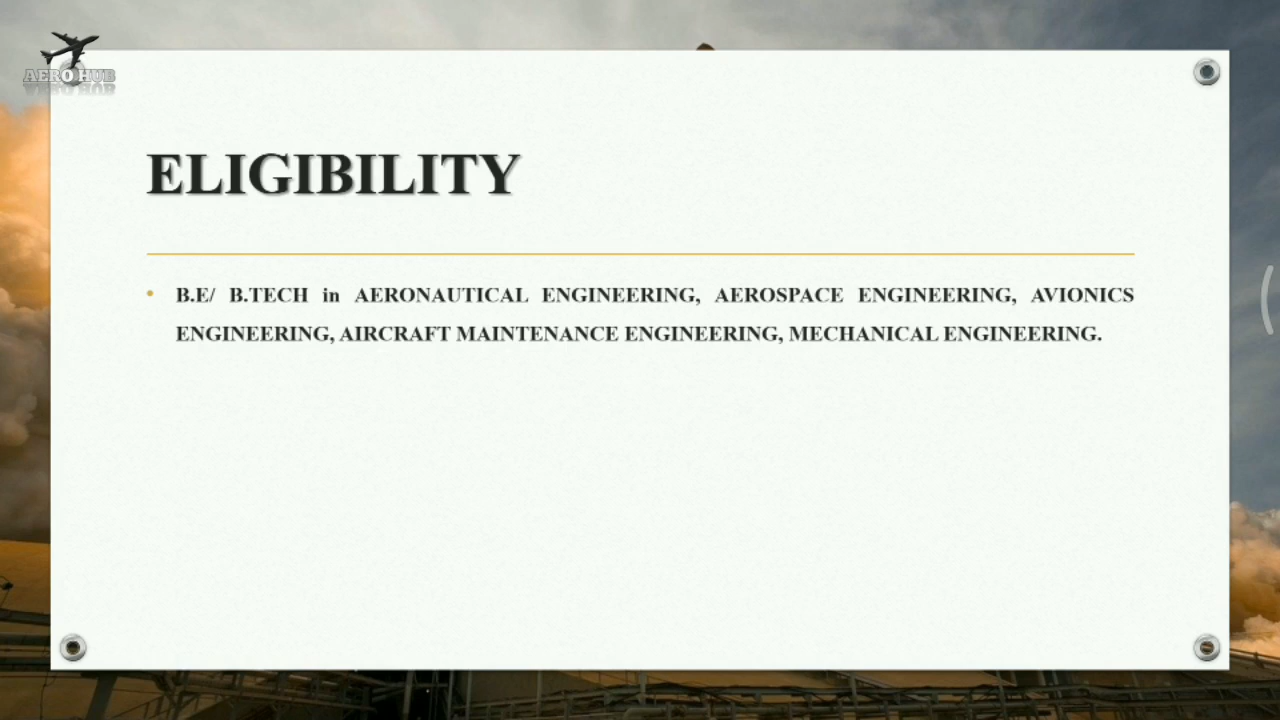 AERO HUB
ELIGIBILITY
• B.E/ B.TECH in AERONAUTICAL ENGINEERING, AEROSPACE ENGINEERING, AVIONICS
ENGINEERING, AIRCRAFT MAINTENANCE ENGINEERING, MECHANICAL ENGINEERING.